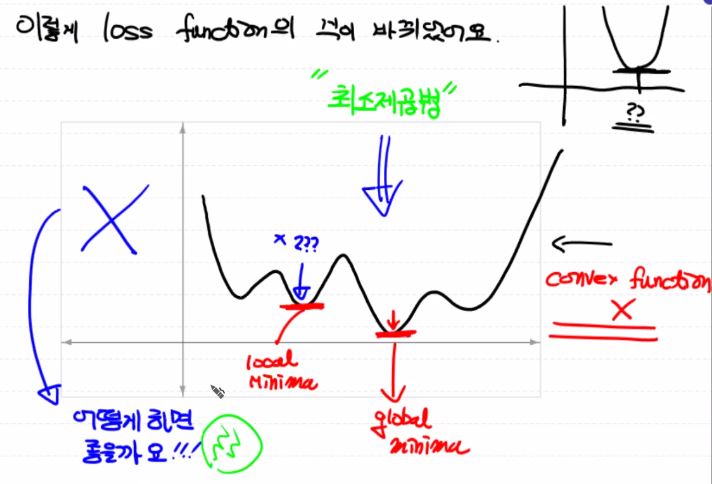 이렇게 loss function의 식이 바뀌었어요.
"최소제곱법"
??
X
x ???
convex function
X
local
minima
global
minima
어떻게 하면
좋을까요!!!